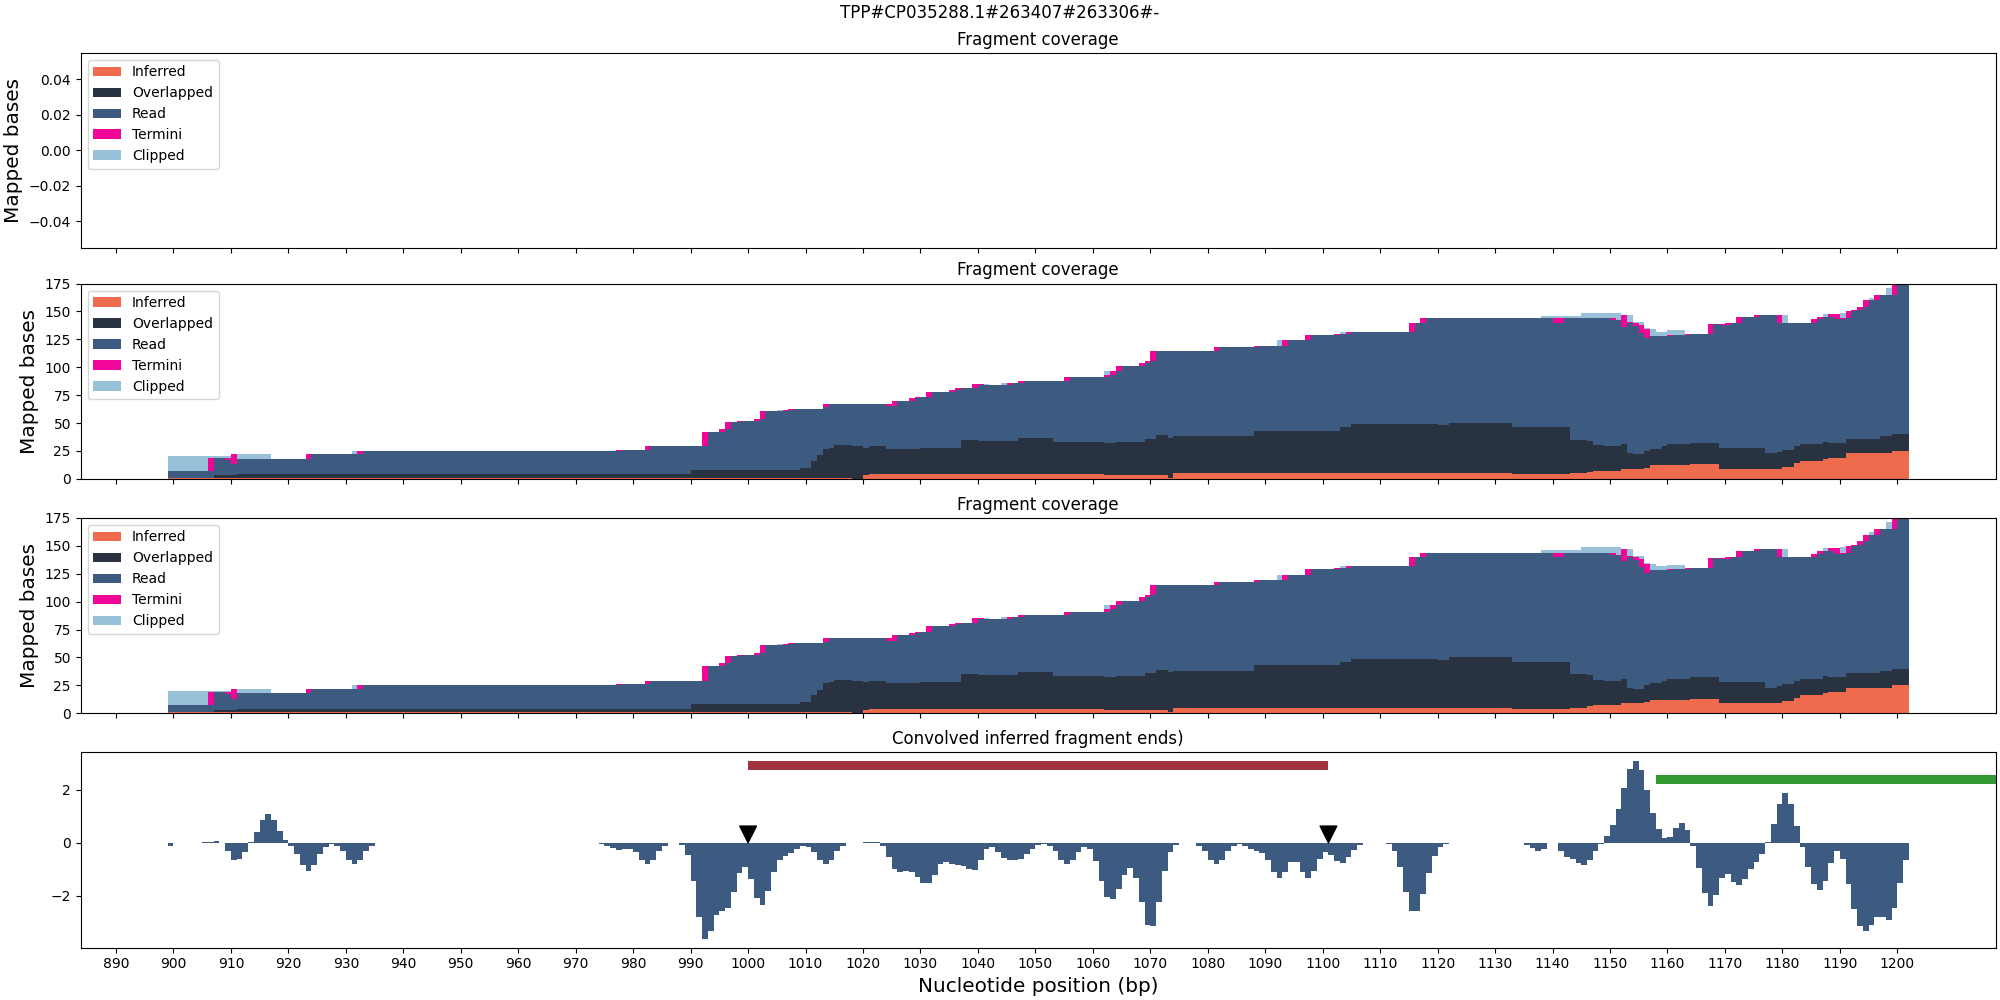 TPP#CP035288.1#263407#263306#-
Fragment coverage
Mapped bases
0.04
0.02
0.00
−0.02
−0.04
Inferred
Overlapped
Read
Termini
Clipped
Fragment coverage
Mapped bases
175
150
125
100
75
50
25
0
Inferred
Overlapped
Read
Termini
Clipped
Fragment coverage
Mapped bases
175
150
125
100
75
50
25
0
Inferred
Overlapped
Read
Termini
Clipped
Convolved inferred fragment ends)
2
0
−2
890 900 910 920 930 940 950 960 970 980 990 1000 1010 1020 1030 1040 1050 1060 1070 1080 1090 1100 1110 1120 1130 1140 1150 1160 1170 1180 1190 1200
Nucleotide position (bp)